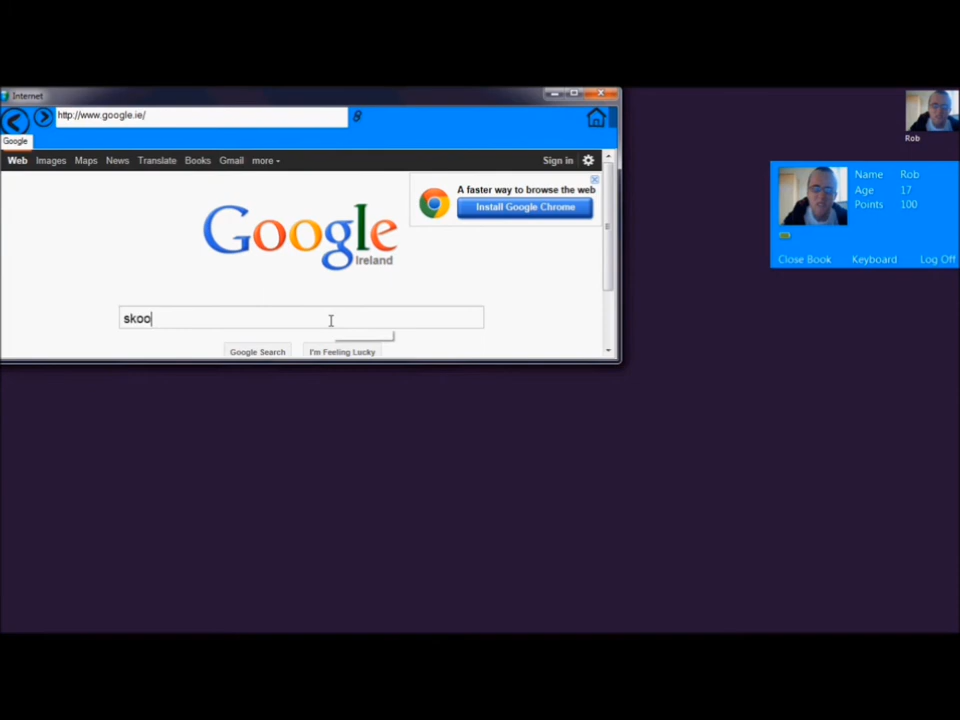 Internet
http://www.google.ie/
Google
Web Images Maps News Translate Books Gmail more
Sign in
A faster way to browse the web
Install Google Chrome
Google
Ireland
skoo
Google Search I'm Feeling Lucky
Rob
Name Rob
Age 17
Points 100
Close Book Keyboard Log Off